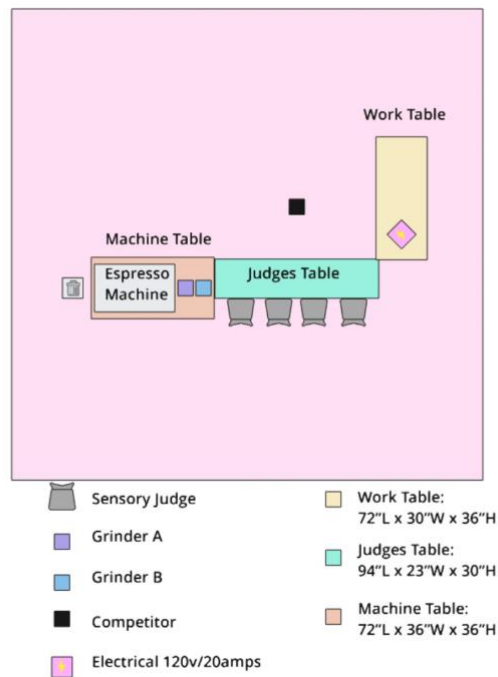 Work Table
Machine Table
Espresso
Machine
Judges Table
Sensory Judge
Grinder A
Grinder B
Competitor
Electrical 120v/20amps
Work Table:
72”L x 30”W x 36”H
Judges Table:
94”L x 23”W x 30”H
Machine Table:
72”L x 36”W x 36”H